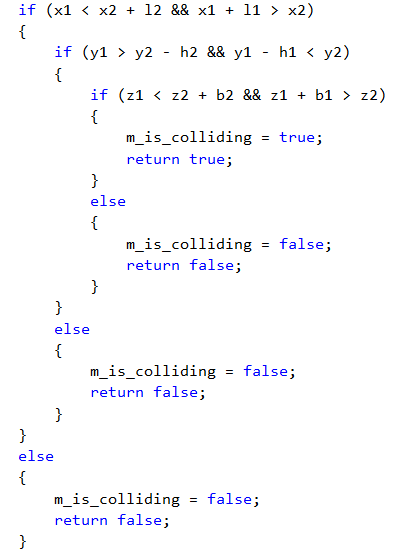 if (x1 < x2 + l2 && x1 + l1 > x2)
{
    if (y1 > y2 - h2 && y1 - h1 < y2)
    {
        if (z1 < z2 + b2 && z1 + b1 > z2)
        {
            m_is_colliding = true;
            return true;
        }
        else
        {
            m_is_colliding = false;
            return false;
        }
    }
    else
    {
        m_is_colliding = false;
        return false;
    }
}
else
{
    m_is_colliding = false;
    return false;
}